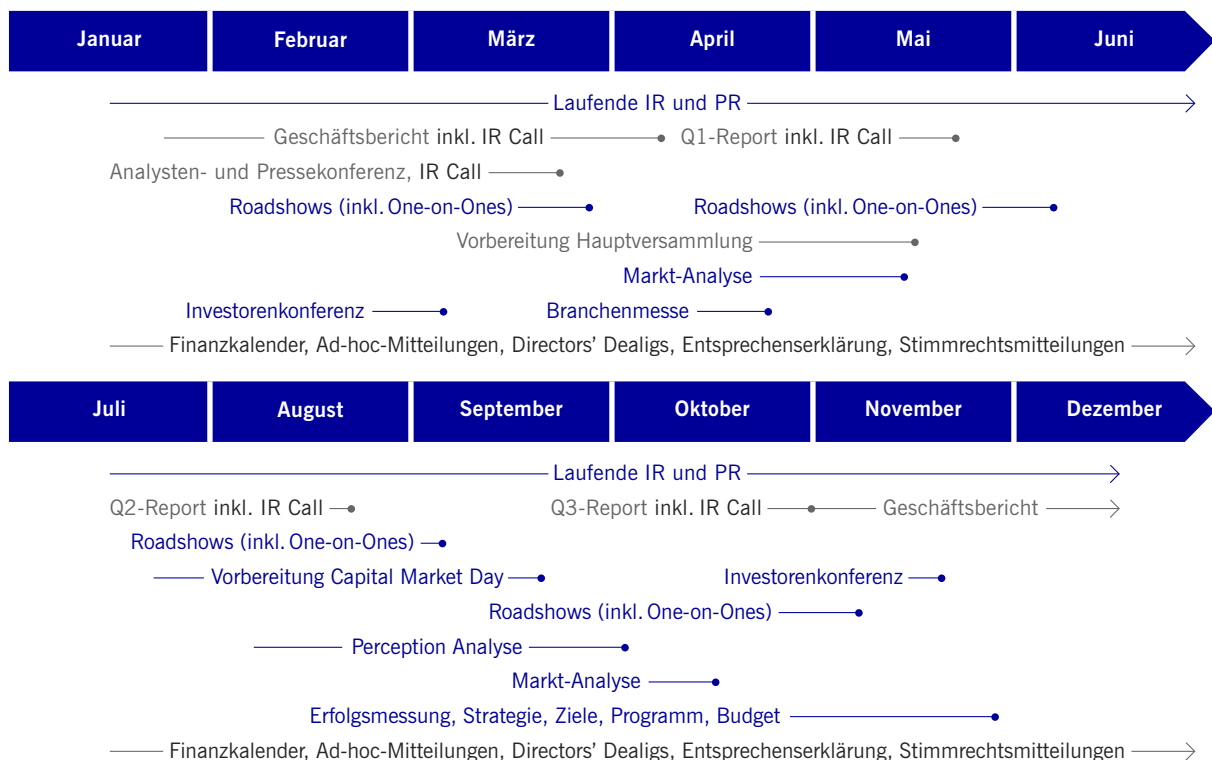 Januar Februar März April Mai Juni
Laufende IR und PR
Geschäftsbericht inkl. IR Call Q1-Report inkl. IR Call
Analysten- und Pressekonferenz, IR Call
Roadshows (inkl. One-on-Ones) Roadshows (inkl. One-on-Ones)
Vorbereitung Hauptversammlung
Markt-Analyse
Investorenkonferenz Branchenmesse
Finanzkalender, Ad-hoc-Mitteilungen, Directors’ Dealigs, Entsprechenserklärung, Stimmrechtsmitteilungen
Juli August September Oktober November Dezember
Laufende IR und PR
Q2-Report inkl. IR Call Q3-Report inkl. IR Call Geschäftsbericht
Roadshows (inkl. One-on-Ones)
Vorbereitung Capital Market Day Investorenkonferenz
Roadshows (inkl. One-on-Ones)
Perception Analyse
Markt-Analyse
Erfolgsmessung, Strategie, Ziele, Programm, Budget
Finanzkalender, Ad-hoc-Mitteilungen, Directors’ Dealigs, Entsprechenserklärung, Stimmrechtsmitteilungen